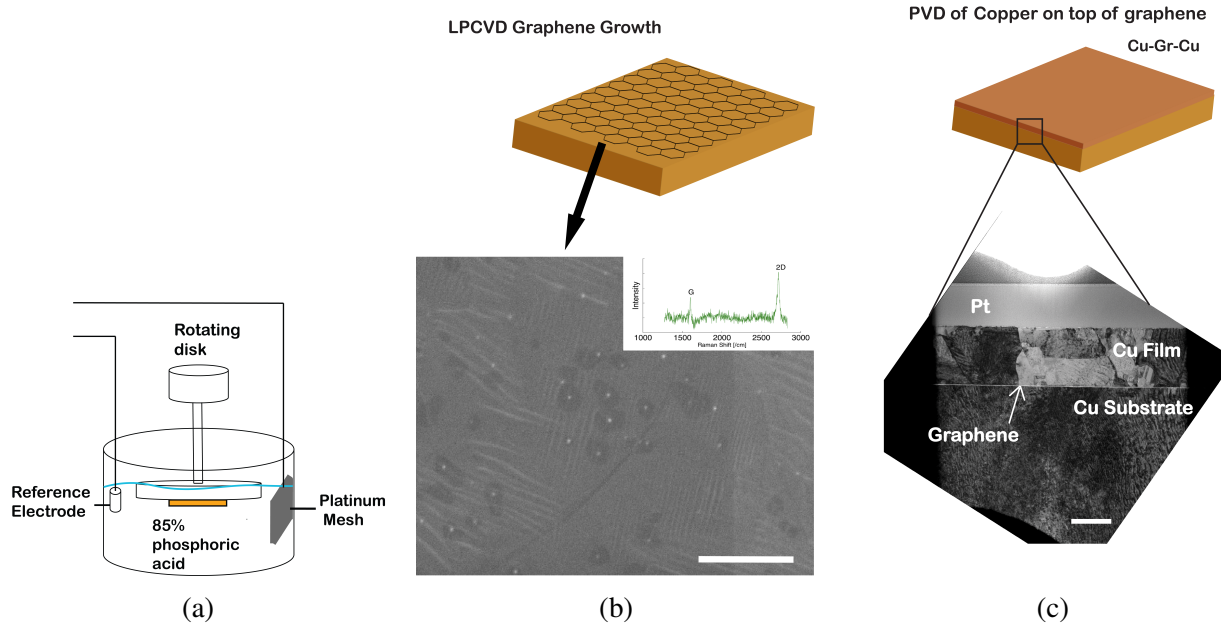 LPCVD Graphene Growth
PVD of Copper on top of graphene
Cu-Gr-Cu
Rotating
disk
Reference
Electrode
Platinum
Mesh
85%
phosphoric
acid
Intensity
G
2D
1000 1500 2000 2500 3000
Raman Shift [/cm]
Pt
Cu Film
Cu Substrate
Graphene
(a) (b) (c)